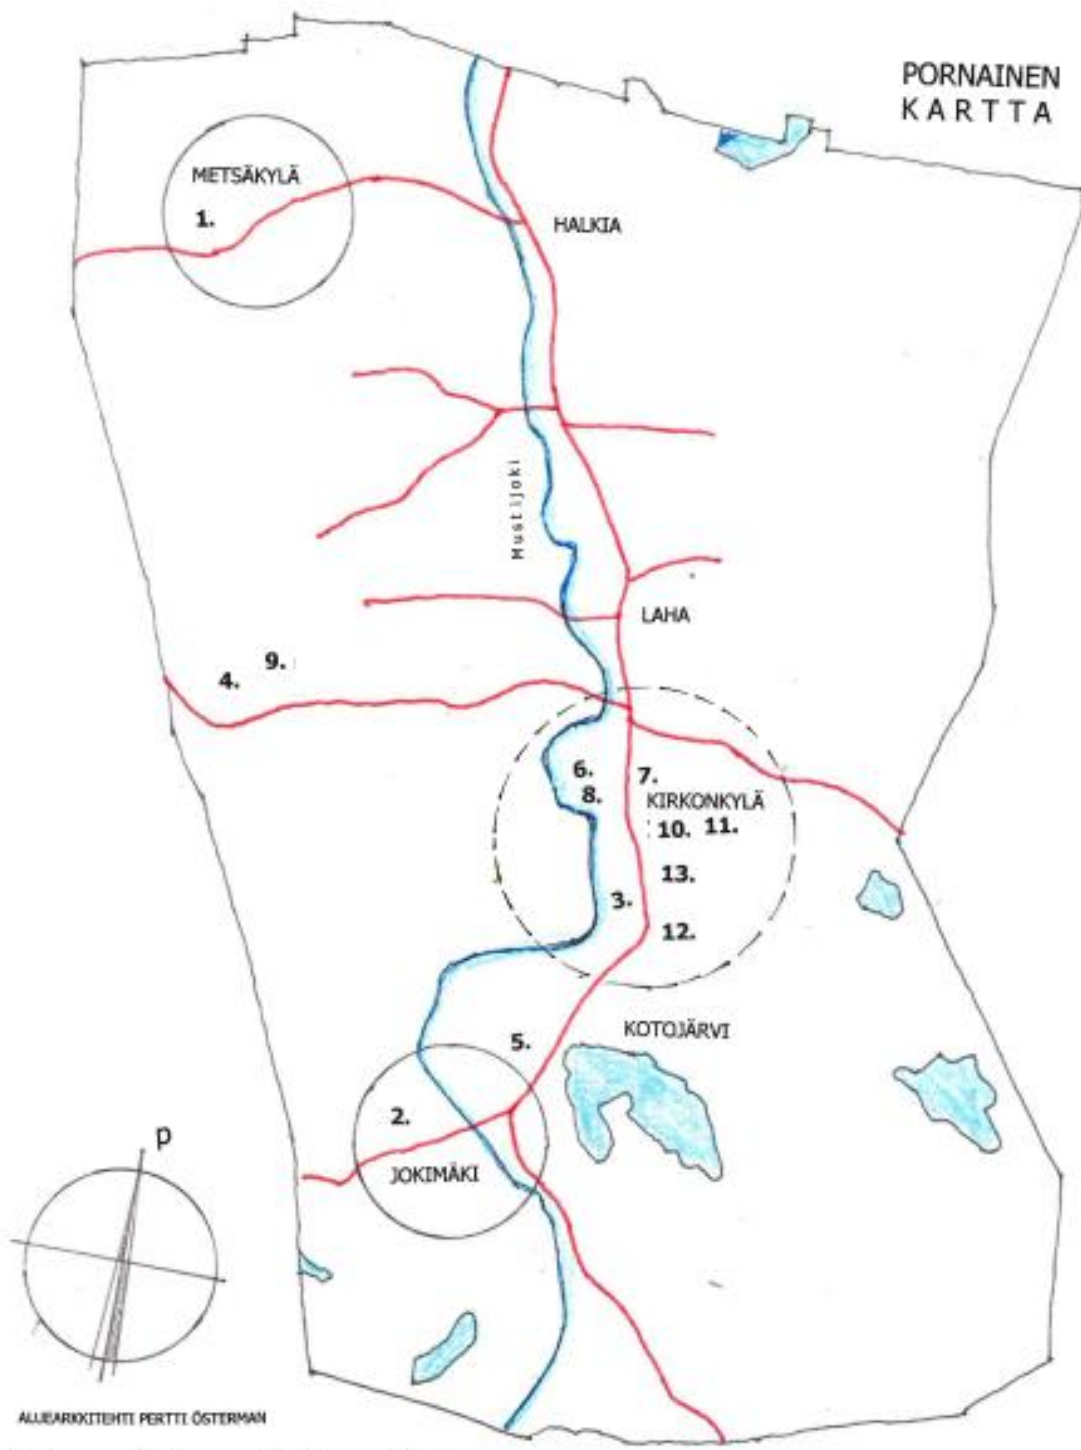 PORNAINEN
KARTTA
METSÄKYLÄ
1.
HALKIA
Mustijoki
LAHA
9.
4.
6.
7.
8.
KIRKONKYLÄ
10. 11.
13.
3.
12.
KOTOJÄRVI
5.
2.
JOKIMÄKI
P
ALUEARKKITEHTI PERTTI ÖSTERMAN